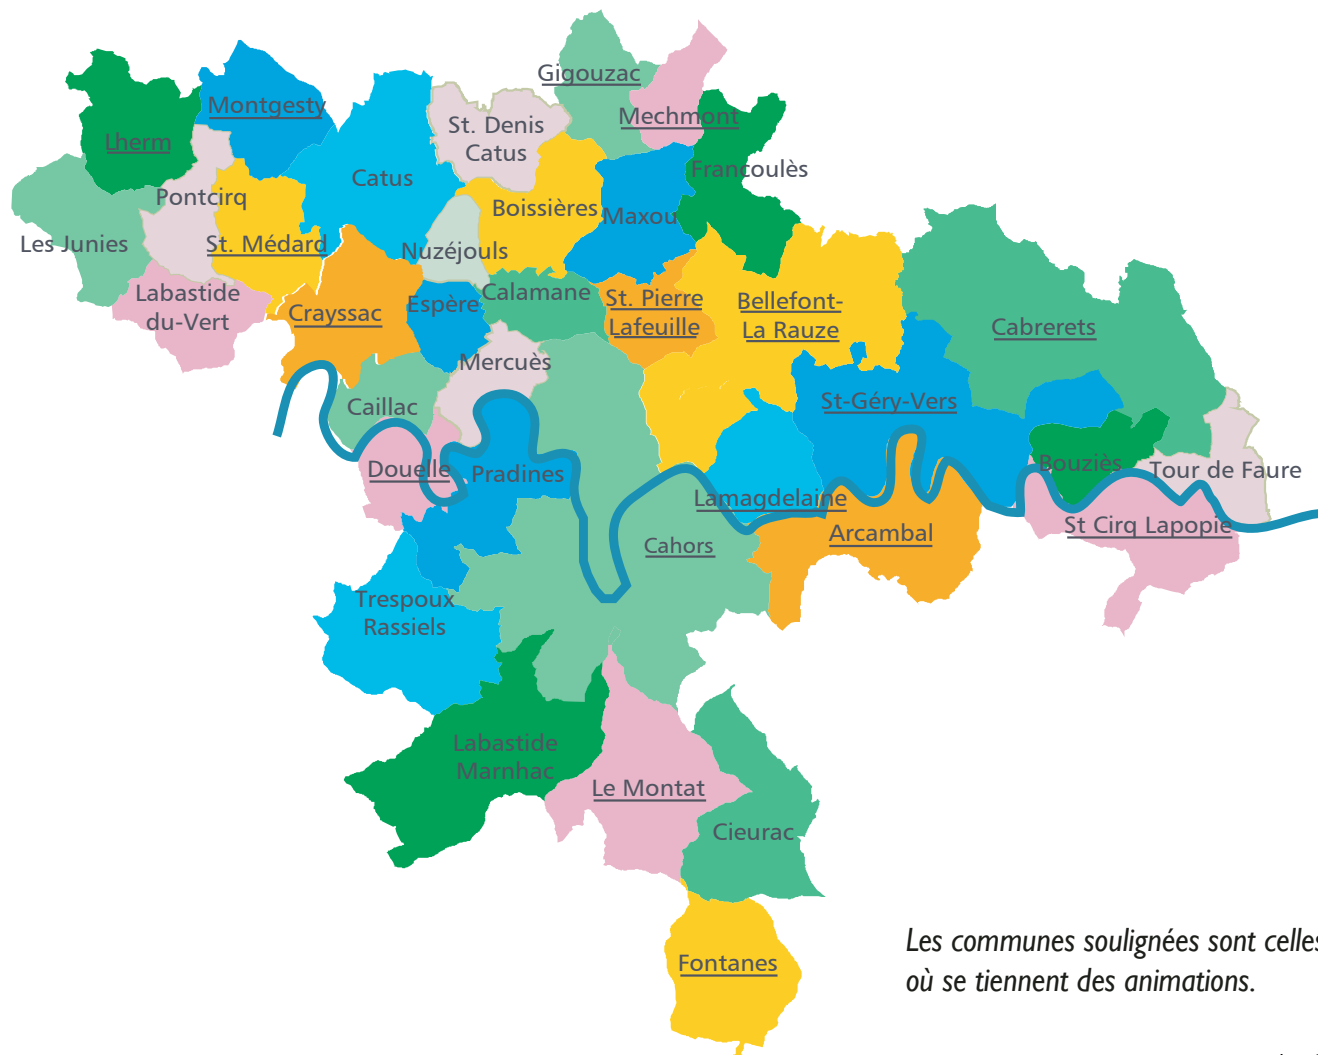 Gigouzac
Montgesty
Mechmont
St. Denis
Catus
Lherm
Francoulès
Catus
Pontcirq
Boissières
Maxou
Les Junies
St. Médard
Nuzéjouls
Labastide
du-Vert
Crayssac
Espère
Calamane
St. Pierre
Lafeuille
Bellefont-
La Rauze
Cabrerets
Mercuès
Caillac
St-Géry-Vers
Douelle
Pradines
Bouziès
Tour de Faure
Lamagdelaine
Arcambal
St Cirq Lapopie
Cahors
Trespoux
Rassiels
Labastide
Marnhac
Le Montat
Cieurac
Fontanes
Les communes soulignées sont celles
où se tiennent des animations.